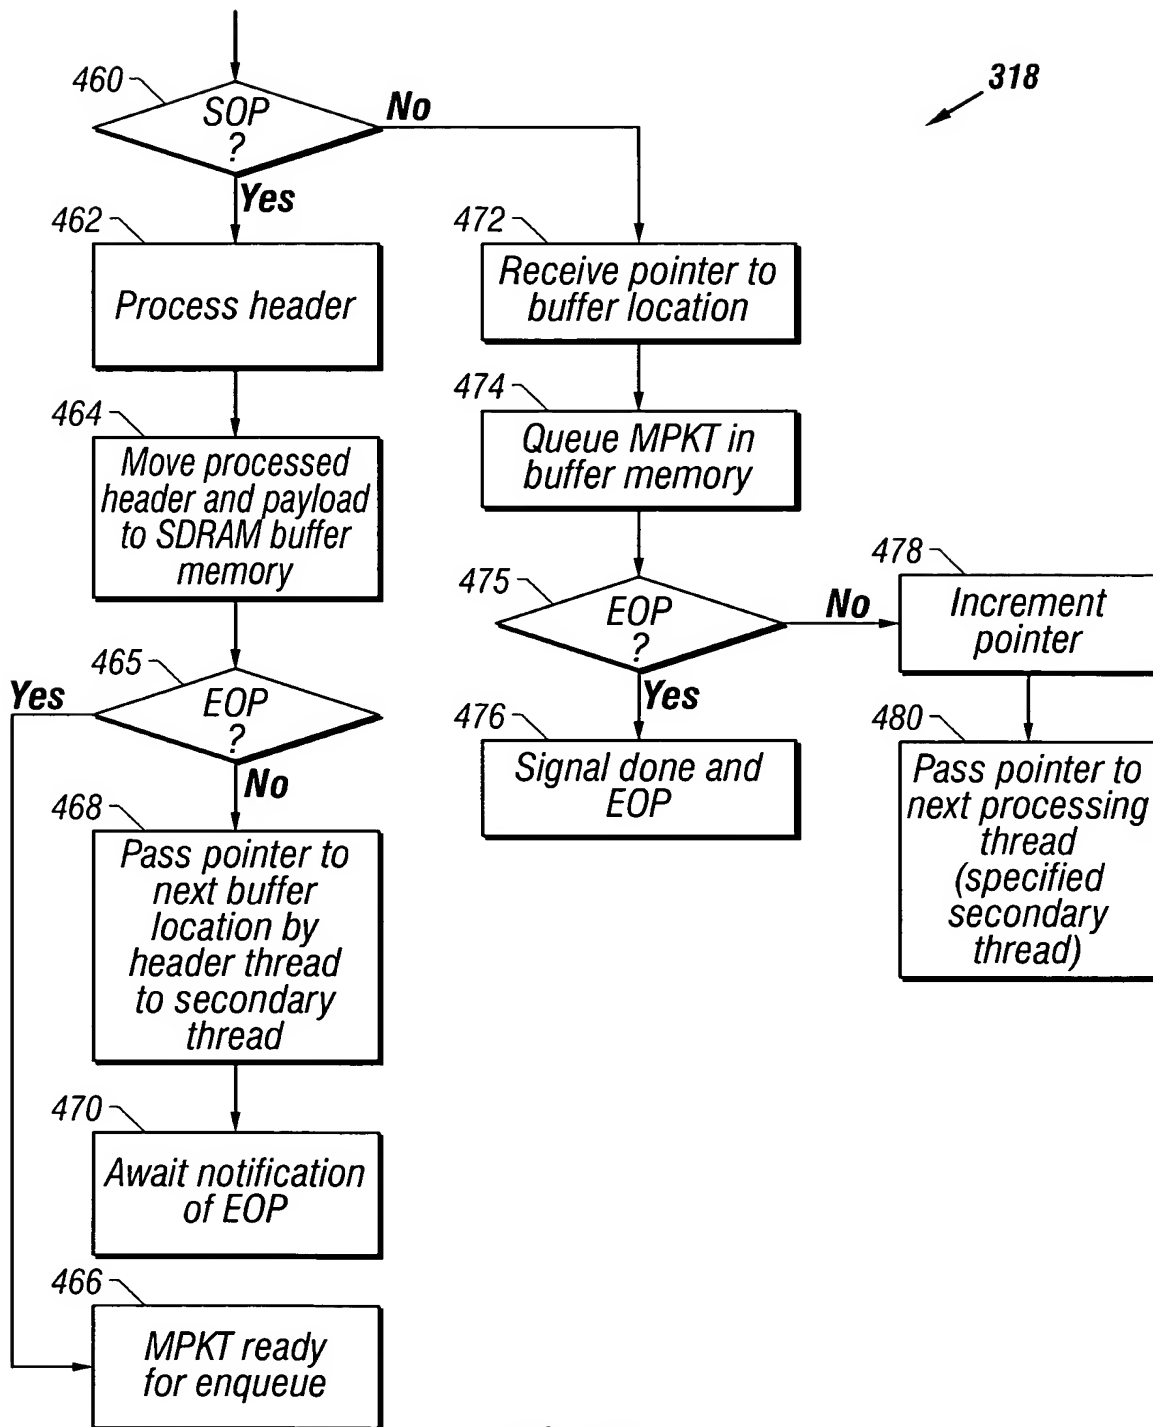 318
460
SOP
?
No
Yes
462
Process header
464
Move processed
header and payload
to SDRAM buffer
memory
465
EOP
?
Yes
No
468
Pass pointer to
next buffer
location by
header thread
to secondary
thread
470
Await notification
of EOP
466
MPKT ready
for enqueue
472
Receive pointer to
buffer location
474
Queue MPKT in
buffer memory
475
EOP
?
No
Yes
476
Signal done and
EOP
478
Increment
pointer
480
Pass pointer to
next processing
thread
(specified
secondary
thread)